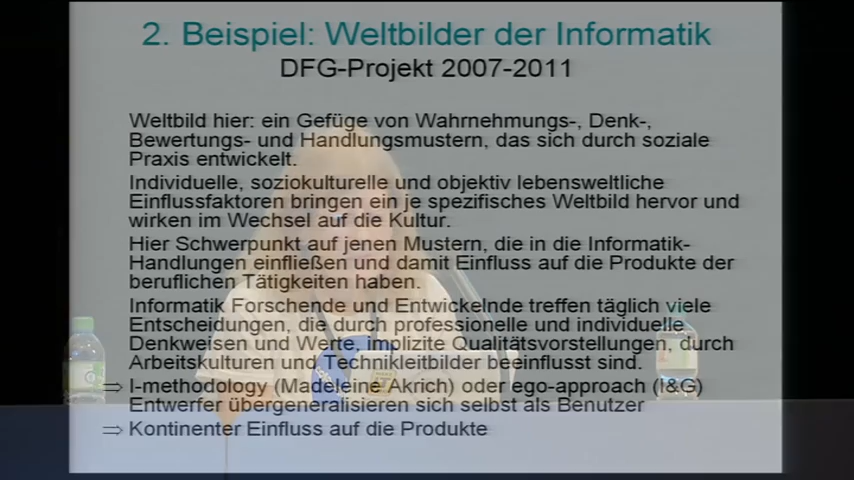 2. Beispiel: Weltbilder der Informatik
DFG-Projekt 2007-2011
Weltbild hier: ein Gefüge von Wahrnehmungs-, Denk-,
Bewertungs- und Handlungsmustern, das sich durch soziale
Praxis entwickelt.
Individuelle, soziokulturelle und objektiv lebensweltliche
Einflussfaktoren bringen ein je spezifisches Weltbild hervor und
wirken im Wechsel auf die Kultur.
Hier Schwerpunkt auf jenen Mustern, die in die Informatik-
Handlungen einfließen und damit Einfluss auf die Produkte der
beruflichen Tätigkeiten haben.
Informatik Forschende und Entwickelnde treffen täglich viele
Entscheidungen, die durch professionelle und individuelle
Denkweisen und Werte, implizite Qualitätsvorstellungen, durch
Arbeitskulturen und Technikleitbilder beeinflusst sind.
⇒ I-methodology (Madeleine Akrich) oder ego-approach (I&G)
Entwerfer übergeneralisieren sich selbst als Benutzer
⇒ Kontinenter Einfluss auf die Produkte